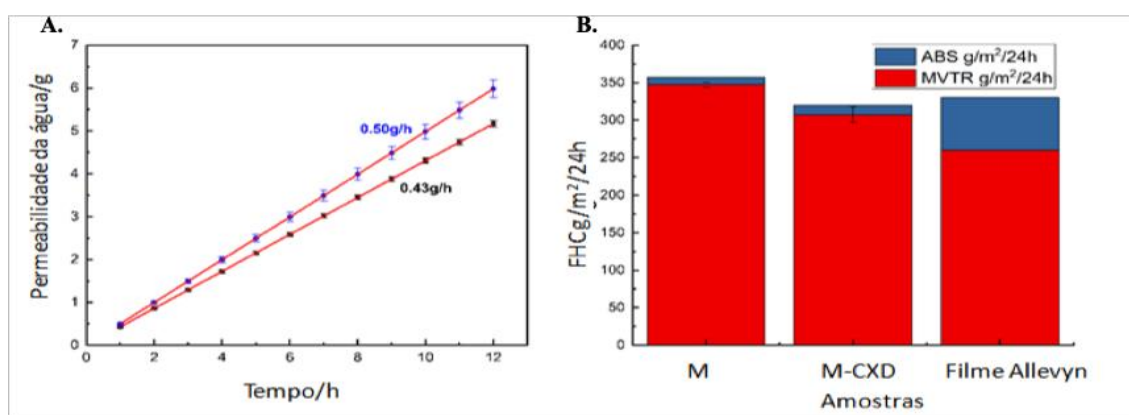 A.
Permeabilidade da água/g
7
6
5
4
3
2
1
0
0.50g/h
0.43g/h
0 2 4 6 8 10 12
Tempo/h
B.
FHCg/m²/24h
400
350
300
250
200
150
100
50
0
ABS g/m²/24h
MVTR g/m²/24h
M M-CXD Filme Allevyn
Amostras